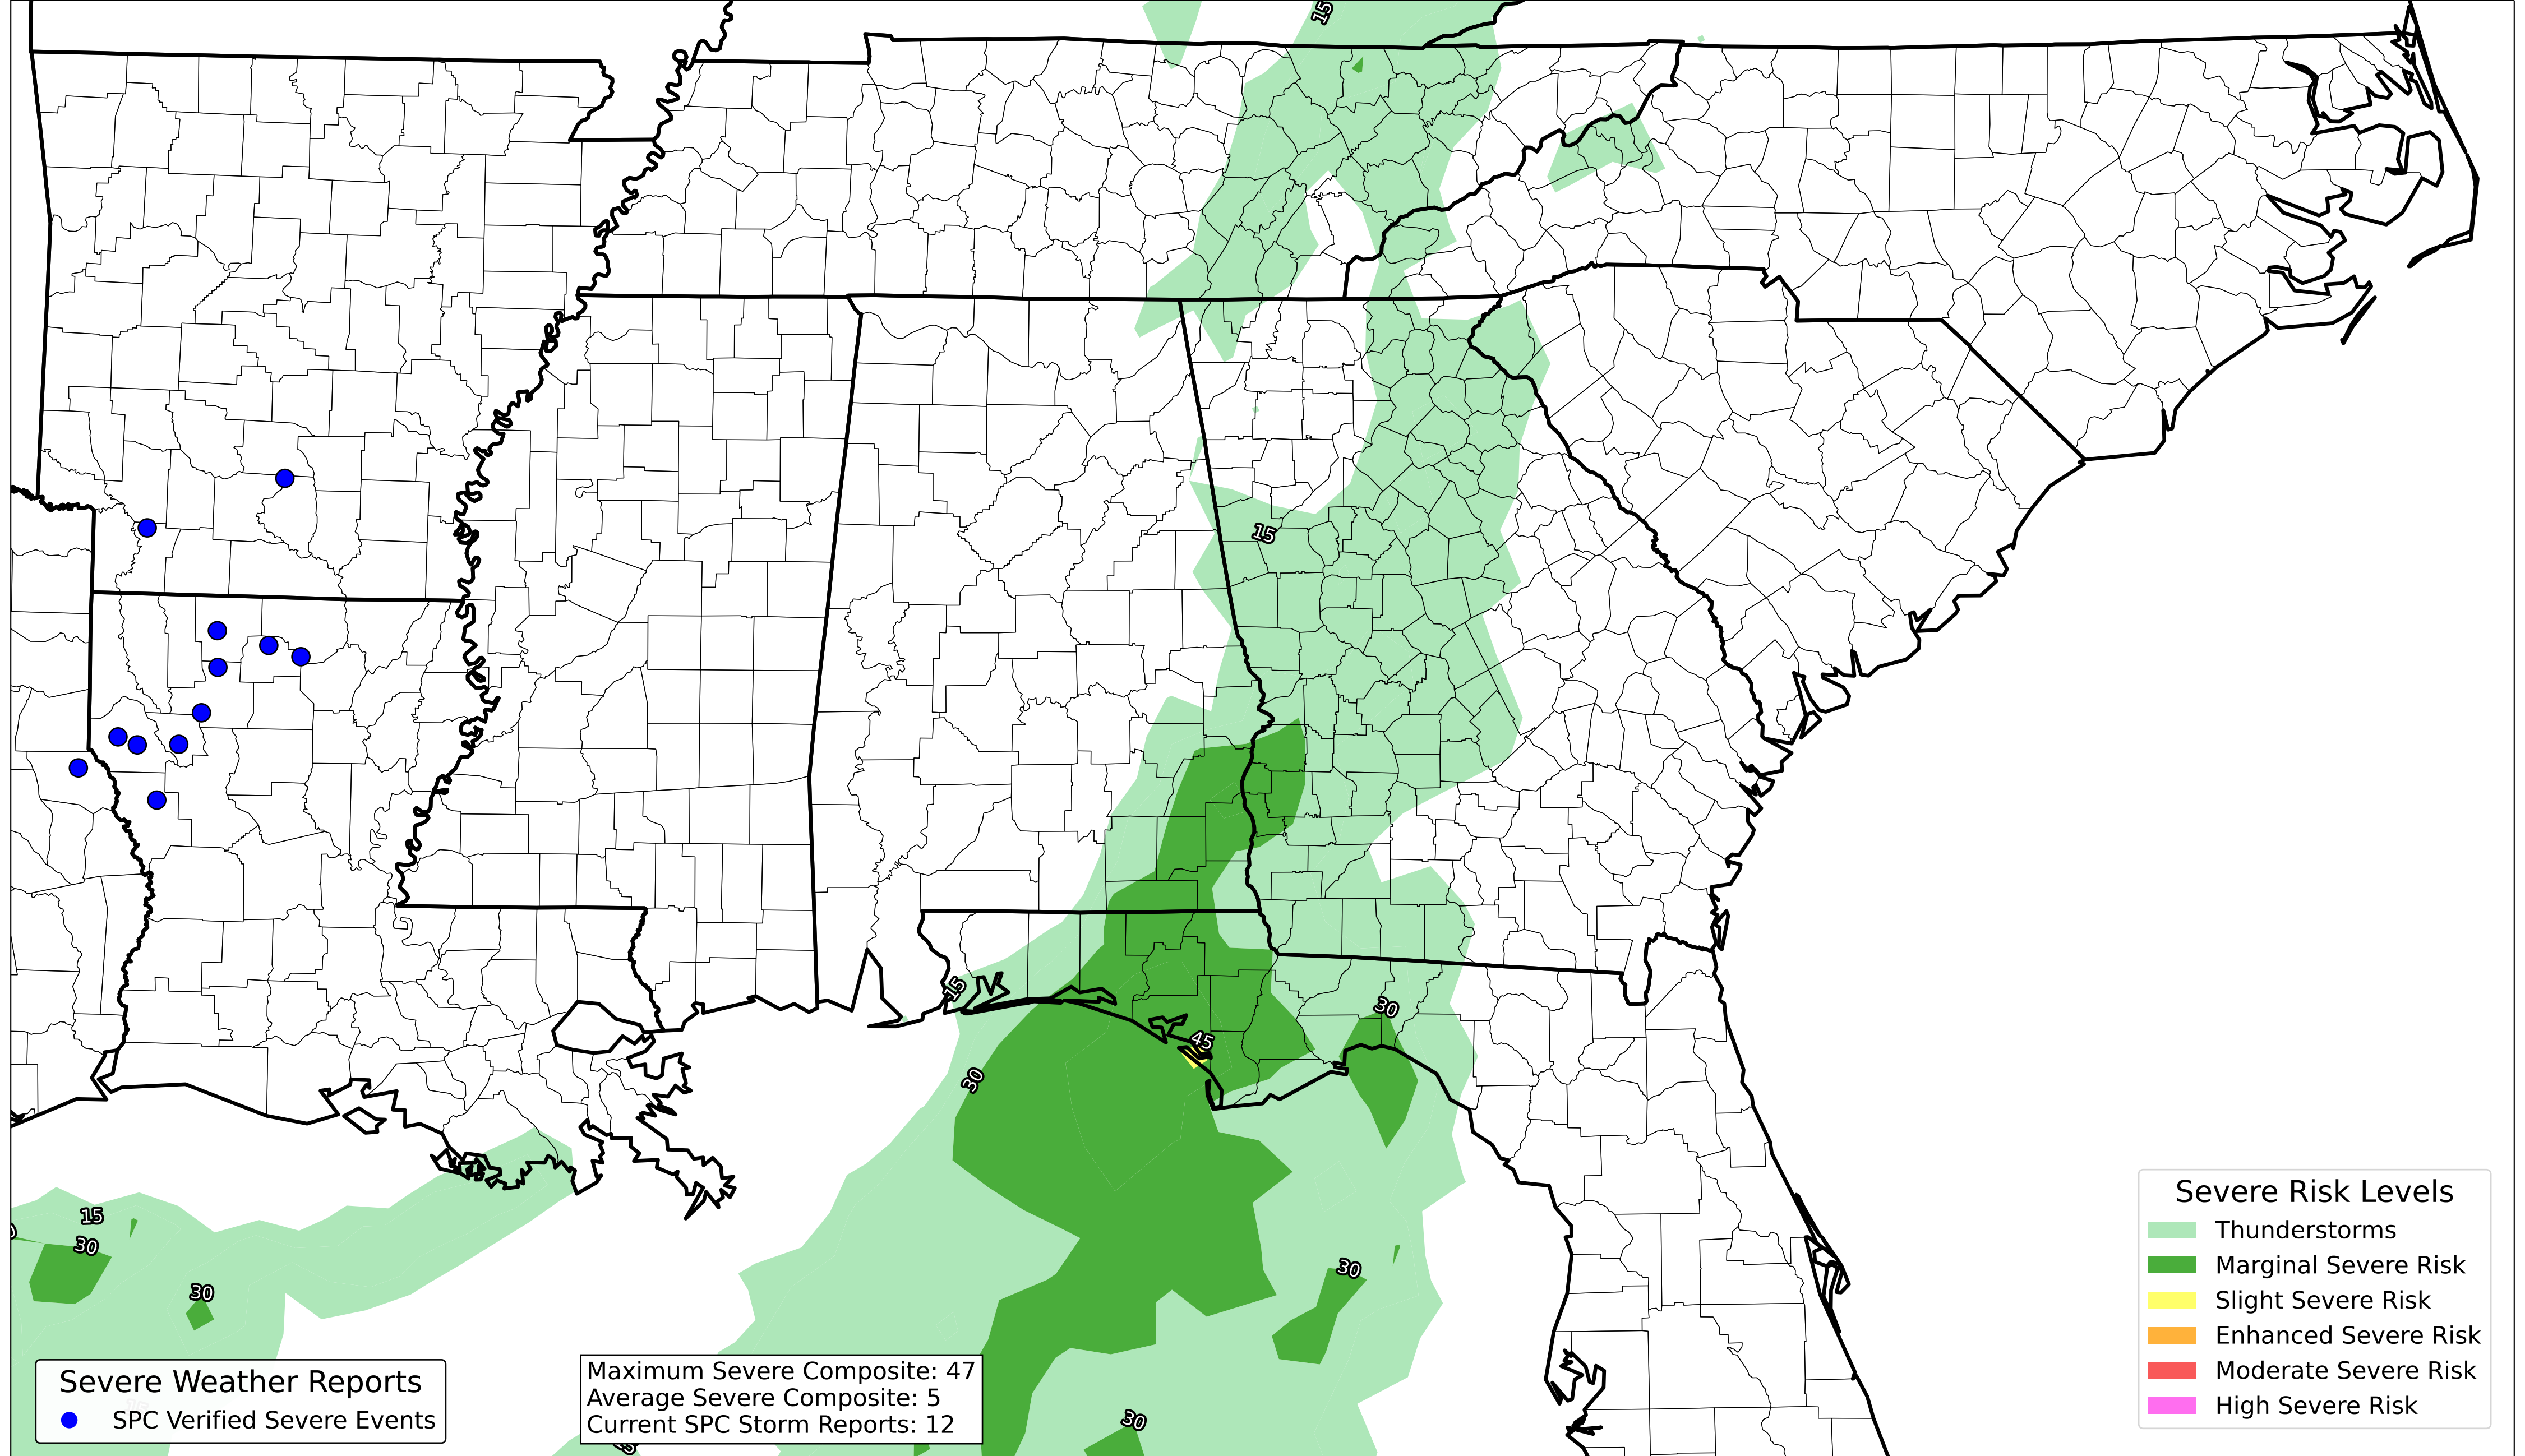 15
15
15
30
45
30
15
30
30
30
30
Severe Weather Reports
SPC Verified Severe Events
Maximum Severe Composite: 47
Average Severe Composite: 5
Current SPC Storm Reports: 12
Severe Risk Levels
Thunderstorms
Marginal Severe Risk
Slight Severe Risk
Enhanced Severe Risk
Moderate Severe Risk
High Severe Risk